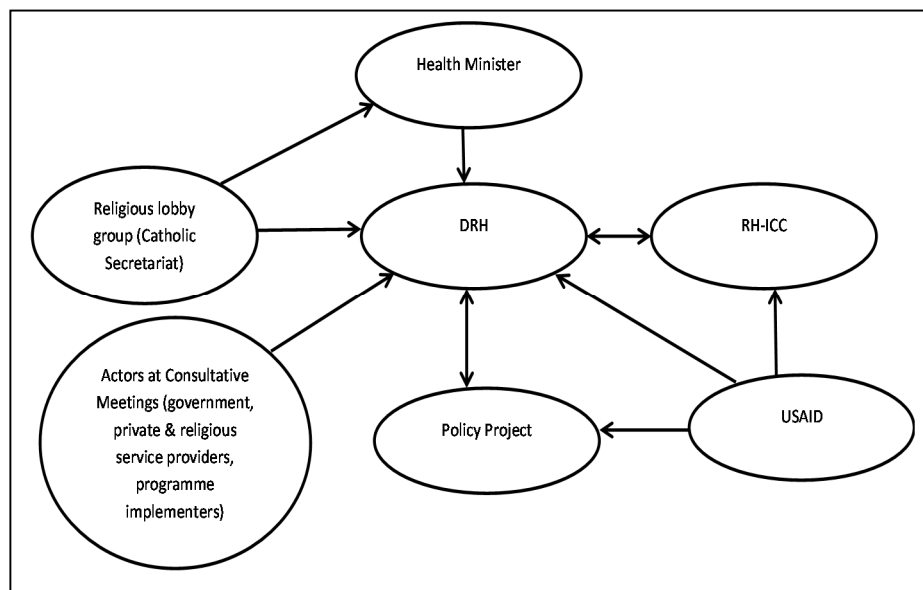 Health Minister
Religious lobby
group (Catholic
Secretariat)
DRH
RH-ICC
Actors at Consultative
Meetings (government,
private & religious
service providers,
programme
implementers)
Policy Project
USAID